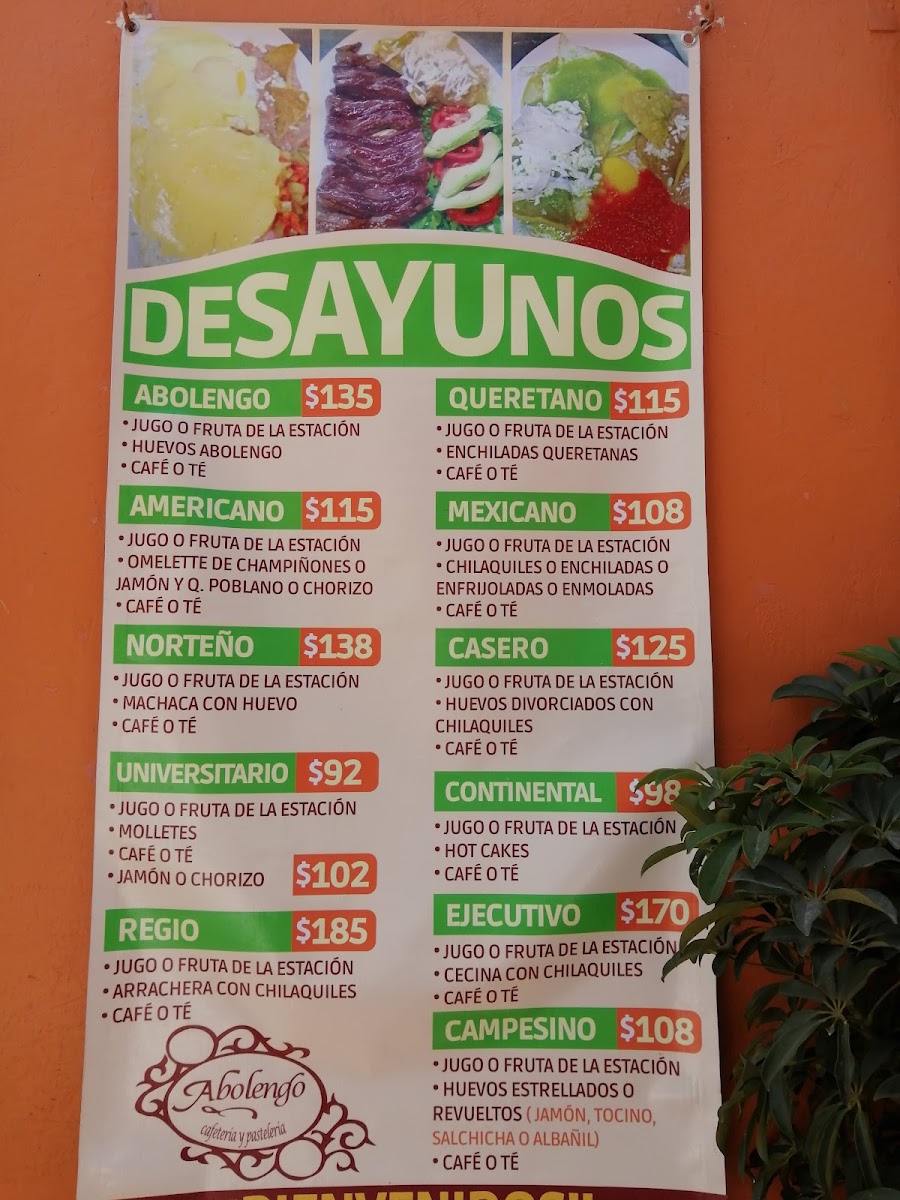 DESAYUNOS
ABOLENGO $135
• JUGO O FRUTA DE LA ESTACIÓN
• HUEVOS ABOLENGO
• CAFÉ O TÉ
AMERICANO $115
• JUGO O FRUTA DE LA ESTACIÓN
• OMELETTE DE CHAMPIÑONES O
JAMÓN Y Q. POBLANO O CHORIZO
• CAFÉ O TÉ
NORTEÑO $138
• JUGO O FRUTA DE LA ESTACIÓN
• MACHACA CON HUEVO
• CAFÉ O TÉ
UNIVERSITARIO $92
• JUGO O FRUTA DE LA ESTACIÓN
• MOLLETES
• CAFÉ O TÉ
• JAMÓN O CHORIZO $102
REGIO $185
• JUGO O FRUTA DE LA ESTACIÓN
• ARRACHERA CON CHILAQUILES
• CAFÉ O TÉ
Abolengo
cafetería y pastelería
QUERETANO $115
• JUGO O FRUTA DE LA ESTACIÓN
• ENCHILADAS QUERETANAS
• CAFÉ O TÉ
MEXICANO $108
• JUGO O FRUTA DE LA ESTACIÓN
• CHILAQUILES O ENCHILADAS O
ENFRIJOLADAS O ENMOLADAS
• CAFÉ O TÉ
CASERO $125
• JUGO O FRUTA DE LA ESTACIÓN
• HUEVOS DIVORCIADOS CON
CHILAQUILES
• CAFÉ O TÉ
CONTINENTAL $98
• JUGO O FRUTA DE LA ESTACIÓN
• HOT CAKES
• CAFÉ O TÉ
EJECUTIVO $170
• JUGO O FRUTA DE LA ESTACIÓN
• CECINA CON CHILAQUILES
• CAFÉ O TÉ
CAMPESINO $108
• JUGO O FRUTA DE LA ESTACIÓN
• HUEVOS ESTRELLADOS O
REVUELTOS ( JAMÓN, TOCINO,
SALCHICHA O ALBAÑIL)
• CAFÉ O TÉ
BIENVENIDOS!!